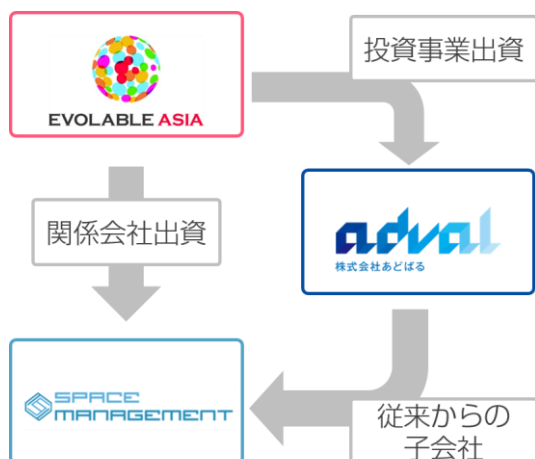 投資事業出資
EVOLABLE ASIA
関係会社出資
adval
株式会社あどばる
SPACE
MANAGEMENT
従来からの
子会社